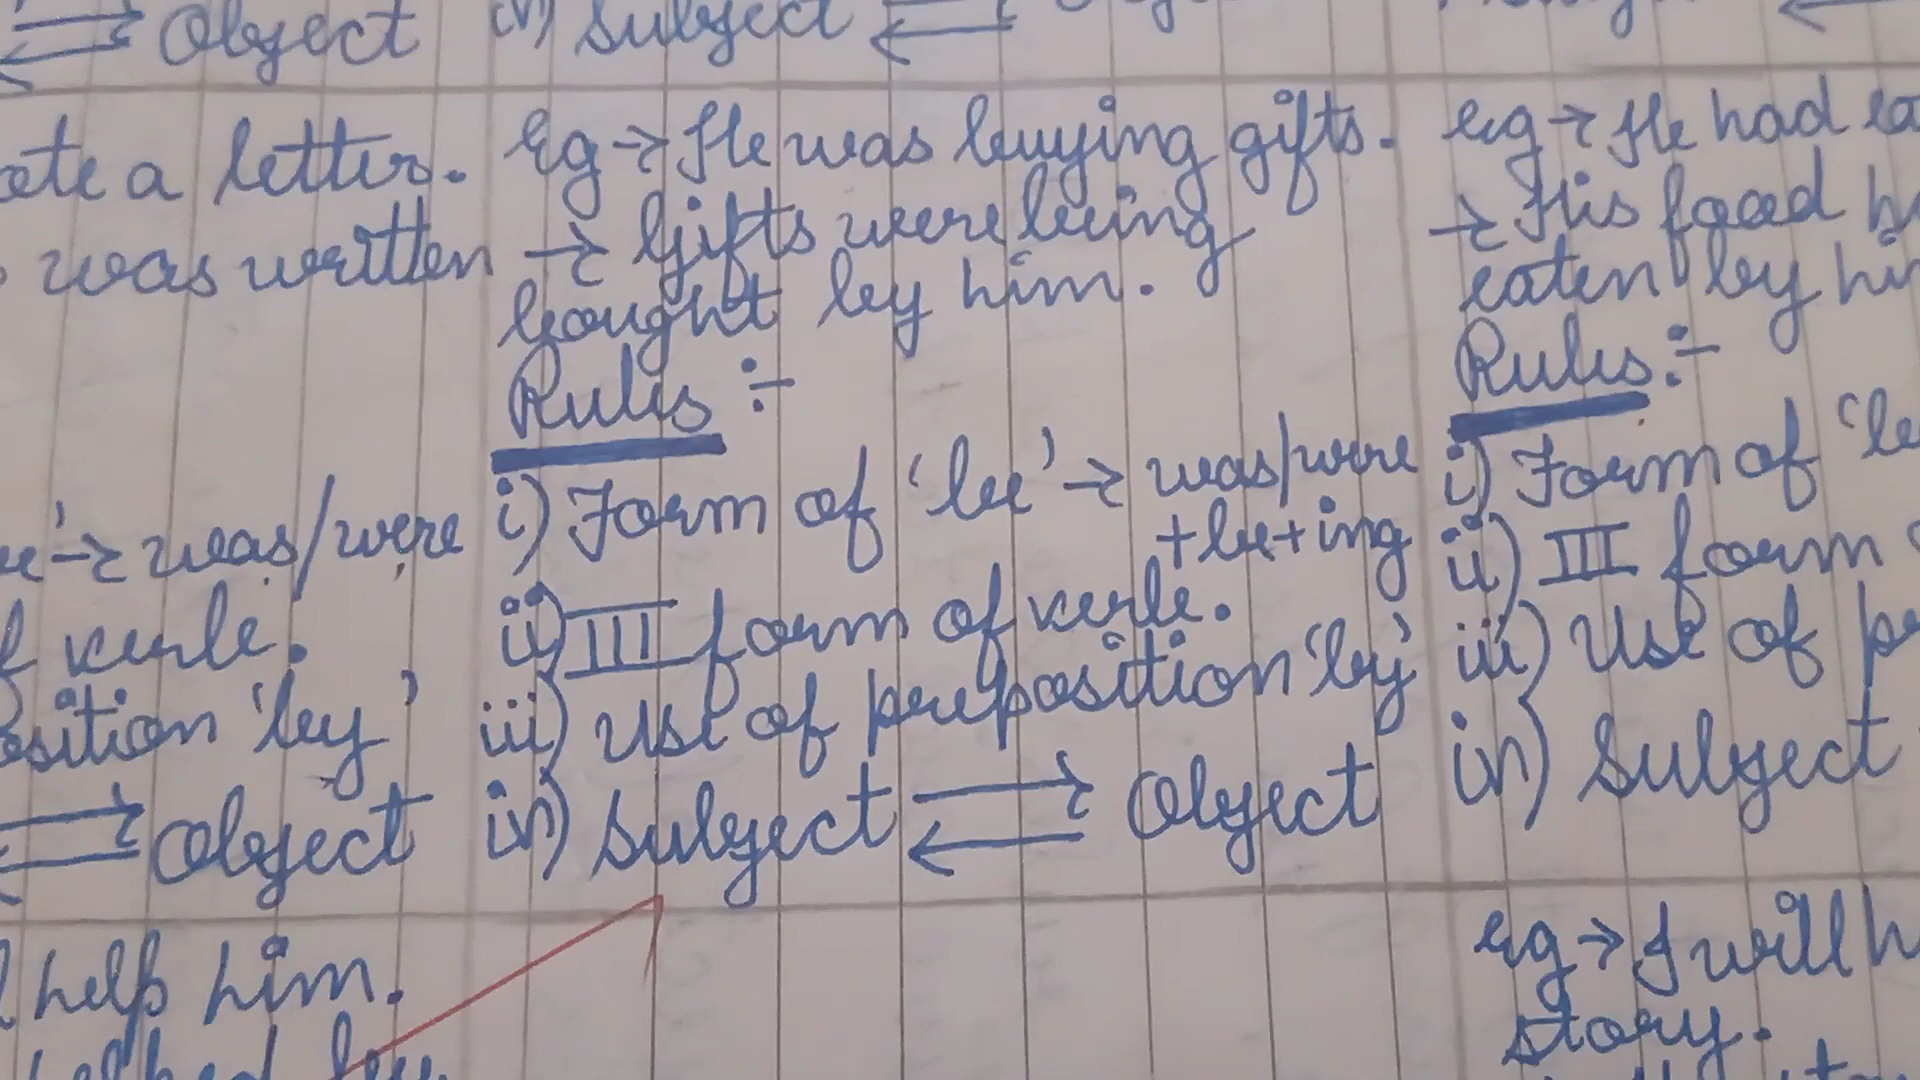 Object iv) Subject
ote a letter.
was written
was/were
verb.
'by'
Object
help him.
Eg → He was buying gifts.
→ Gifts were being
bought by him.
Rules :-
i) Form of 'be' → was/were
+be+ing
ii) III form of verb.
iii) Use of preposition 'by'
iv) Subject ⇌ Object
eg → He had
→ His food
eaten by
Rules :-
i) Form of
ii) III form
iii) Use of
iv) Subject
eg → I will
story.